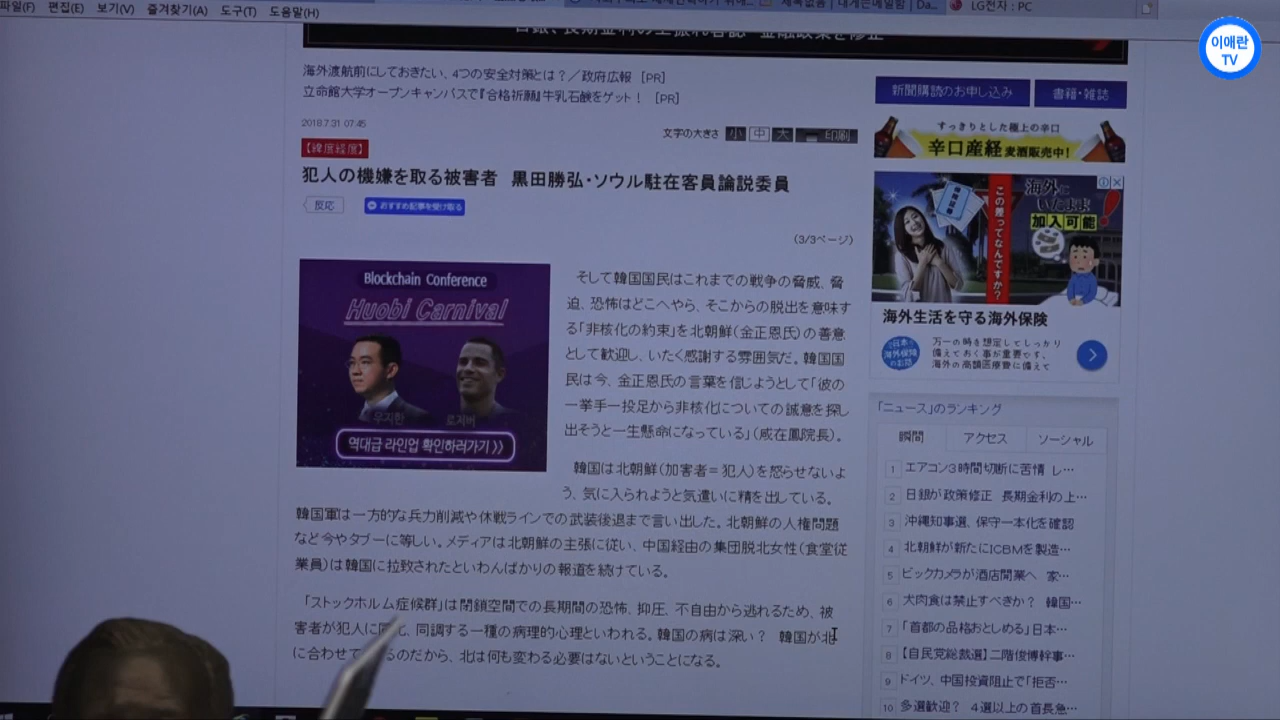 파일(F) 편집(E) 보기(V) 즐겨찾기(A) 도구(T) 도움말(H)
LG전자 : PC
이애란
TV
海外渡航前にしておきたい、4つの安全対策とは？／政府広報 [PR]
立命館大学オープンキャンパスで『合格祈願』牛乳石鹸をゲット！ [PR]
2018.7.31 07:45
文字の大きさ 小 中 大 印刷
【緯度経度】
犯人の機嫌を取る被害者 黒田勝弘・ソウル駐在客員論説委員
反応 おすすめ記事を受け取る
（3/3ページ）
Blockchain Conference
Huobi Carnival
우지한 로저버
역대급 라인업 확인하러가기 》
そして韓国国民はこれまでの戦争の脅威、脅
迫、恐怖はどこへやら、そこからの脱出を意味す
る「非核化の約束」を北朝鮮（金正恩氏）の善意
として歓迎し、いたく感謝する雰囲気だ。韓国国
民は今、金正恩氏の言葉を信じようとして「彼の
一挙手一投足から非核化についての誠意を探し
出そうと一生懸命になっている」（咸在鳳院長）。
韓国は北朝鮮（加害者＝犯人）を怒らせないよ
う、気に入られようと気遣いに精を出している。
韓国軍は一方的な兵力削減や休戦ラインでの武装後退まで言い出した。北朝鮮の人権問題
など今やタブーに等しい。メディアは北朝鮮の主張に従い、中国経由の集団脱北女性（食堂従
業員）は韓国に拉致されたといわんばかりの報道を続けている。
「ストックホルム症候群」は閉鎖空間での長期間の恐怖、抑圧、不自由から逃れるため、被
害者が犯人に同化、同調する一種の病理的心理といわれる。韓国の病は深い？ 韓国が北
に合わせて るのだから、北は何も変わる必要はないということになる。
新聞購読のお申し込み 書籍・雑誌
すっきりとした極上の辛口
辛口産経 麦酒販売中！
海外に
いたまま
加入可能
この差ってなんですか？
海外生活を守る海外保険
万一の時を想定してしっかり
備えておく事が重要です。
海外の高額医療費に備えて
「ニュース」のランキング
瞬間 アクセス ソーシャル
1 エアコン3時間切断に苦情 レ…
2 日銀が政策修正 長期金利の上…
3 沖縄知事選、保守一本化を確認
4 北朝鮮が新たにICBMを製造…
5 ビックカメラが酒店開業へ 家…
6 犬肉食は禁止すべきか？ 韓国…
7 「首都の品格おとしめる」日本…
8 【自民党総裁選】二階俊博幹事…
9 ドイツ、中国投資阻止で「拒否…
10 多選歓迎？ 4選以上の首長急…